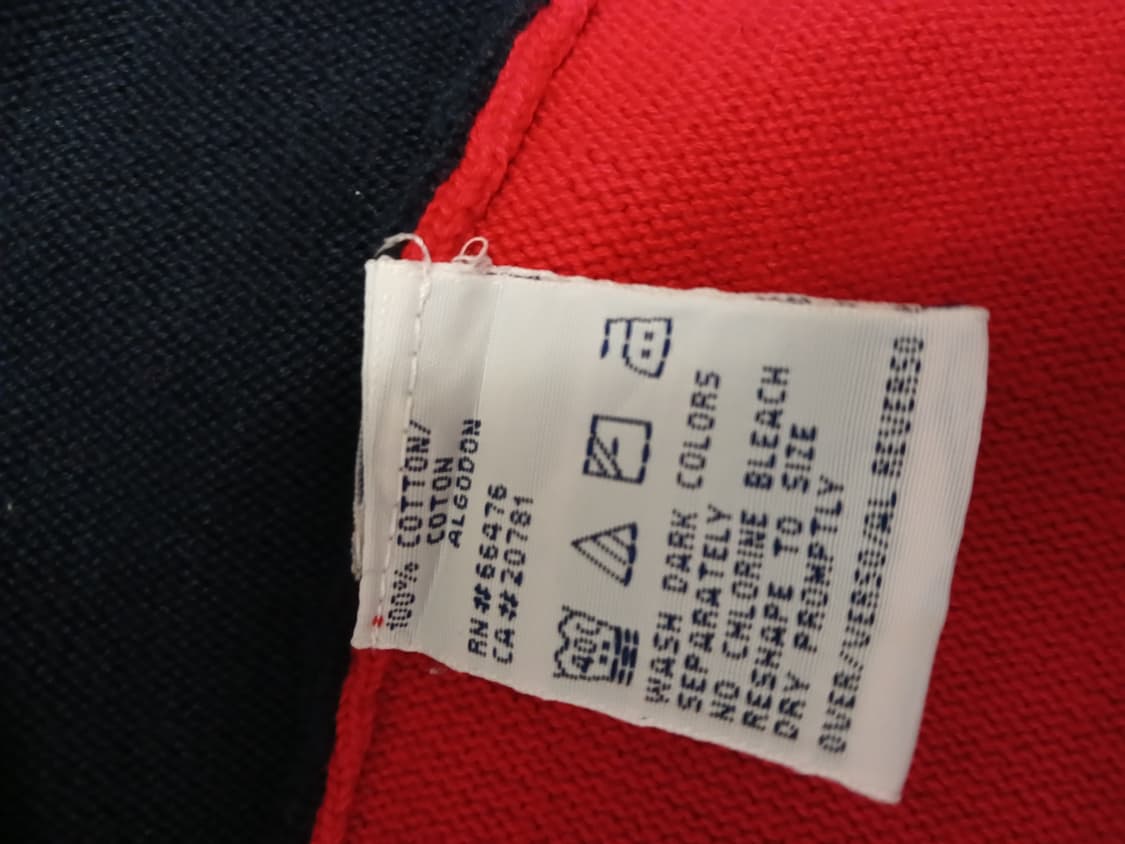 100% COTTON/
COTON
ALGODON
RN#66476
CA#20781
40C
WASH DARK COLORS
SEPARATELY
NO CHLORINE BLEACH
RESHAPE TO SIZE
DRY PROMPTLY
OVER/VERSO/AL REVERSO